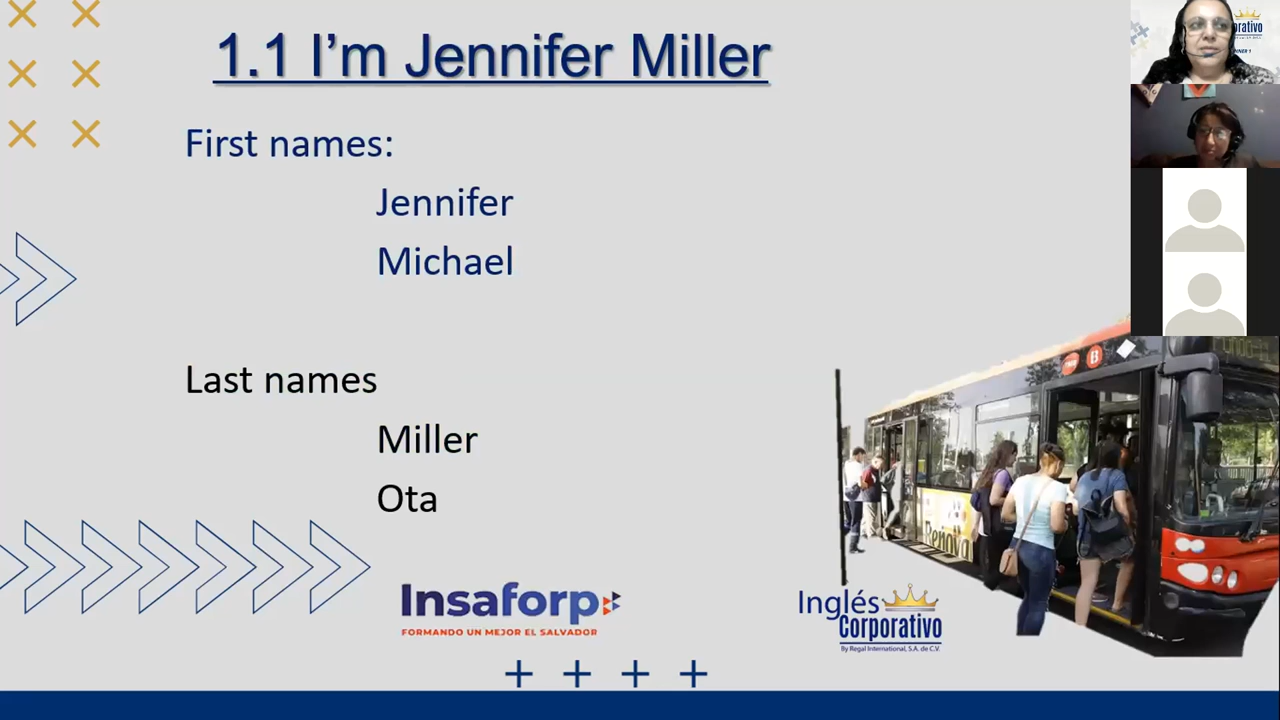 1.1 I'm Jennifer Miller
First names:
Jennifer
Michael
Last names
Miller
Ota
Insaforp
FORMANDO UN MEJOR EL SALVADOR
Inglés
Corporativo
By Regal International, S.A. de C.V.
Renova
B